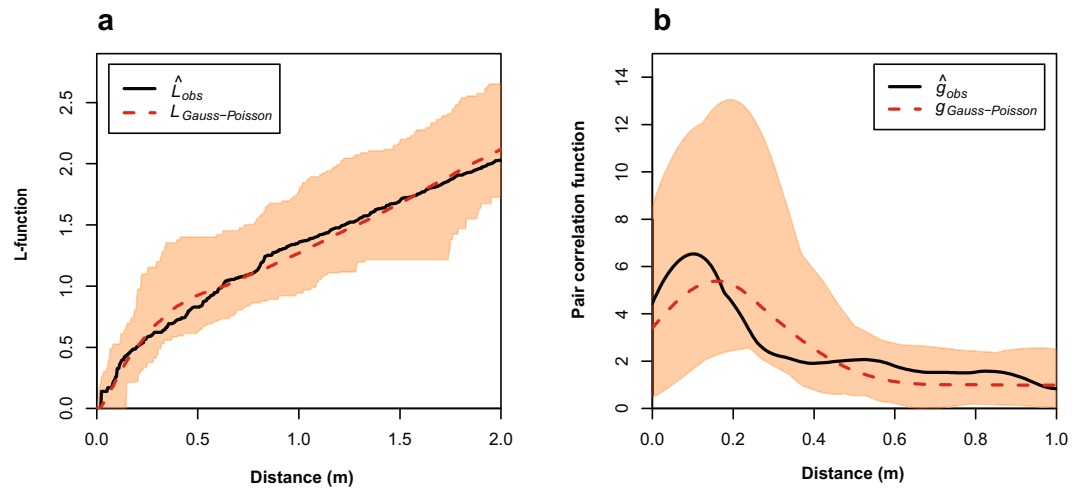 a
L̂obs
LGauss−Poisson
L-function
0.0
0.5
1.0
1.5
2.0
2.5
0.0 0.5 1.0 1.5 2.0
Distance (m)
b
ĝobs
gGauss−Poisson
Pair correlation function
0
2
4
6
8
10
12
14
0.0 0.2 0.4 0.6 0.8 1.0
Distance (m)